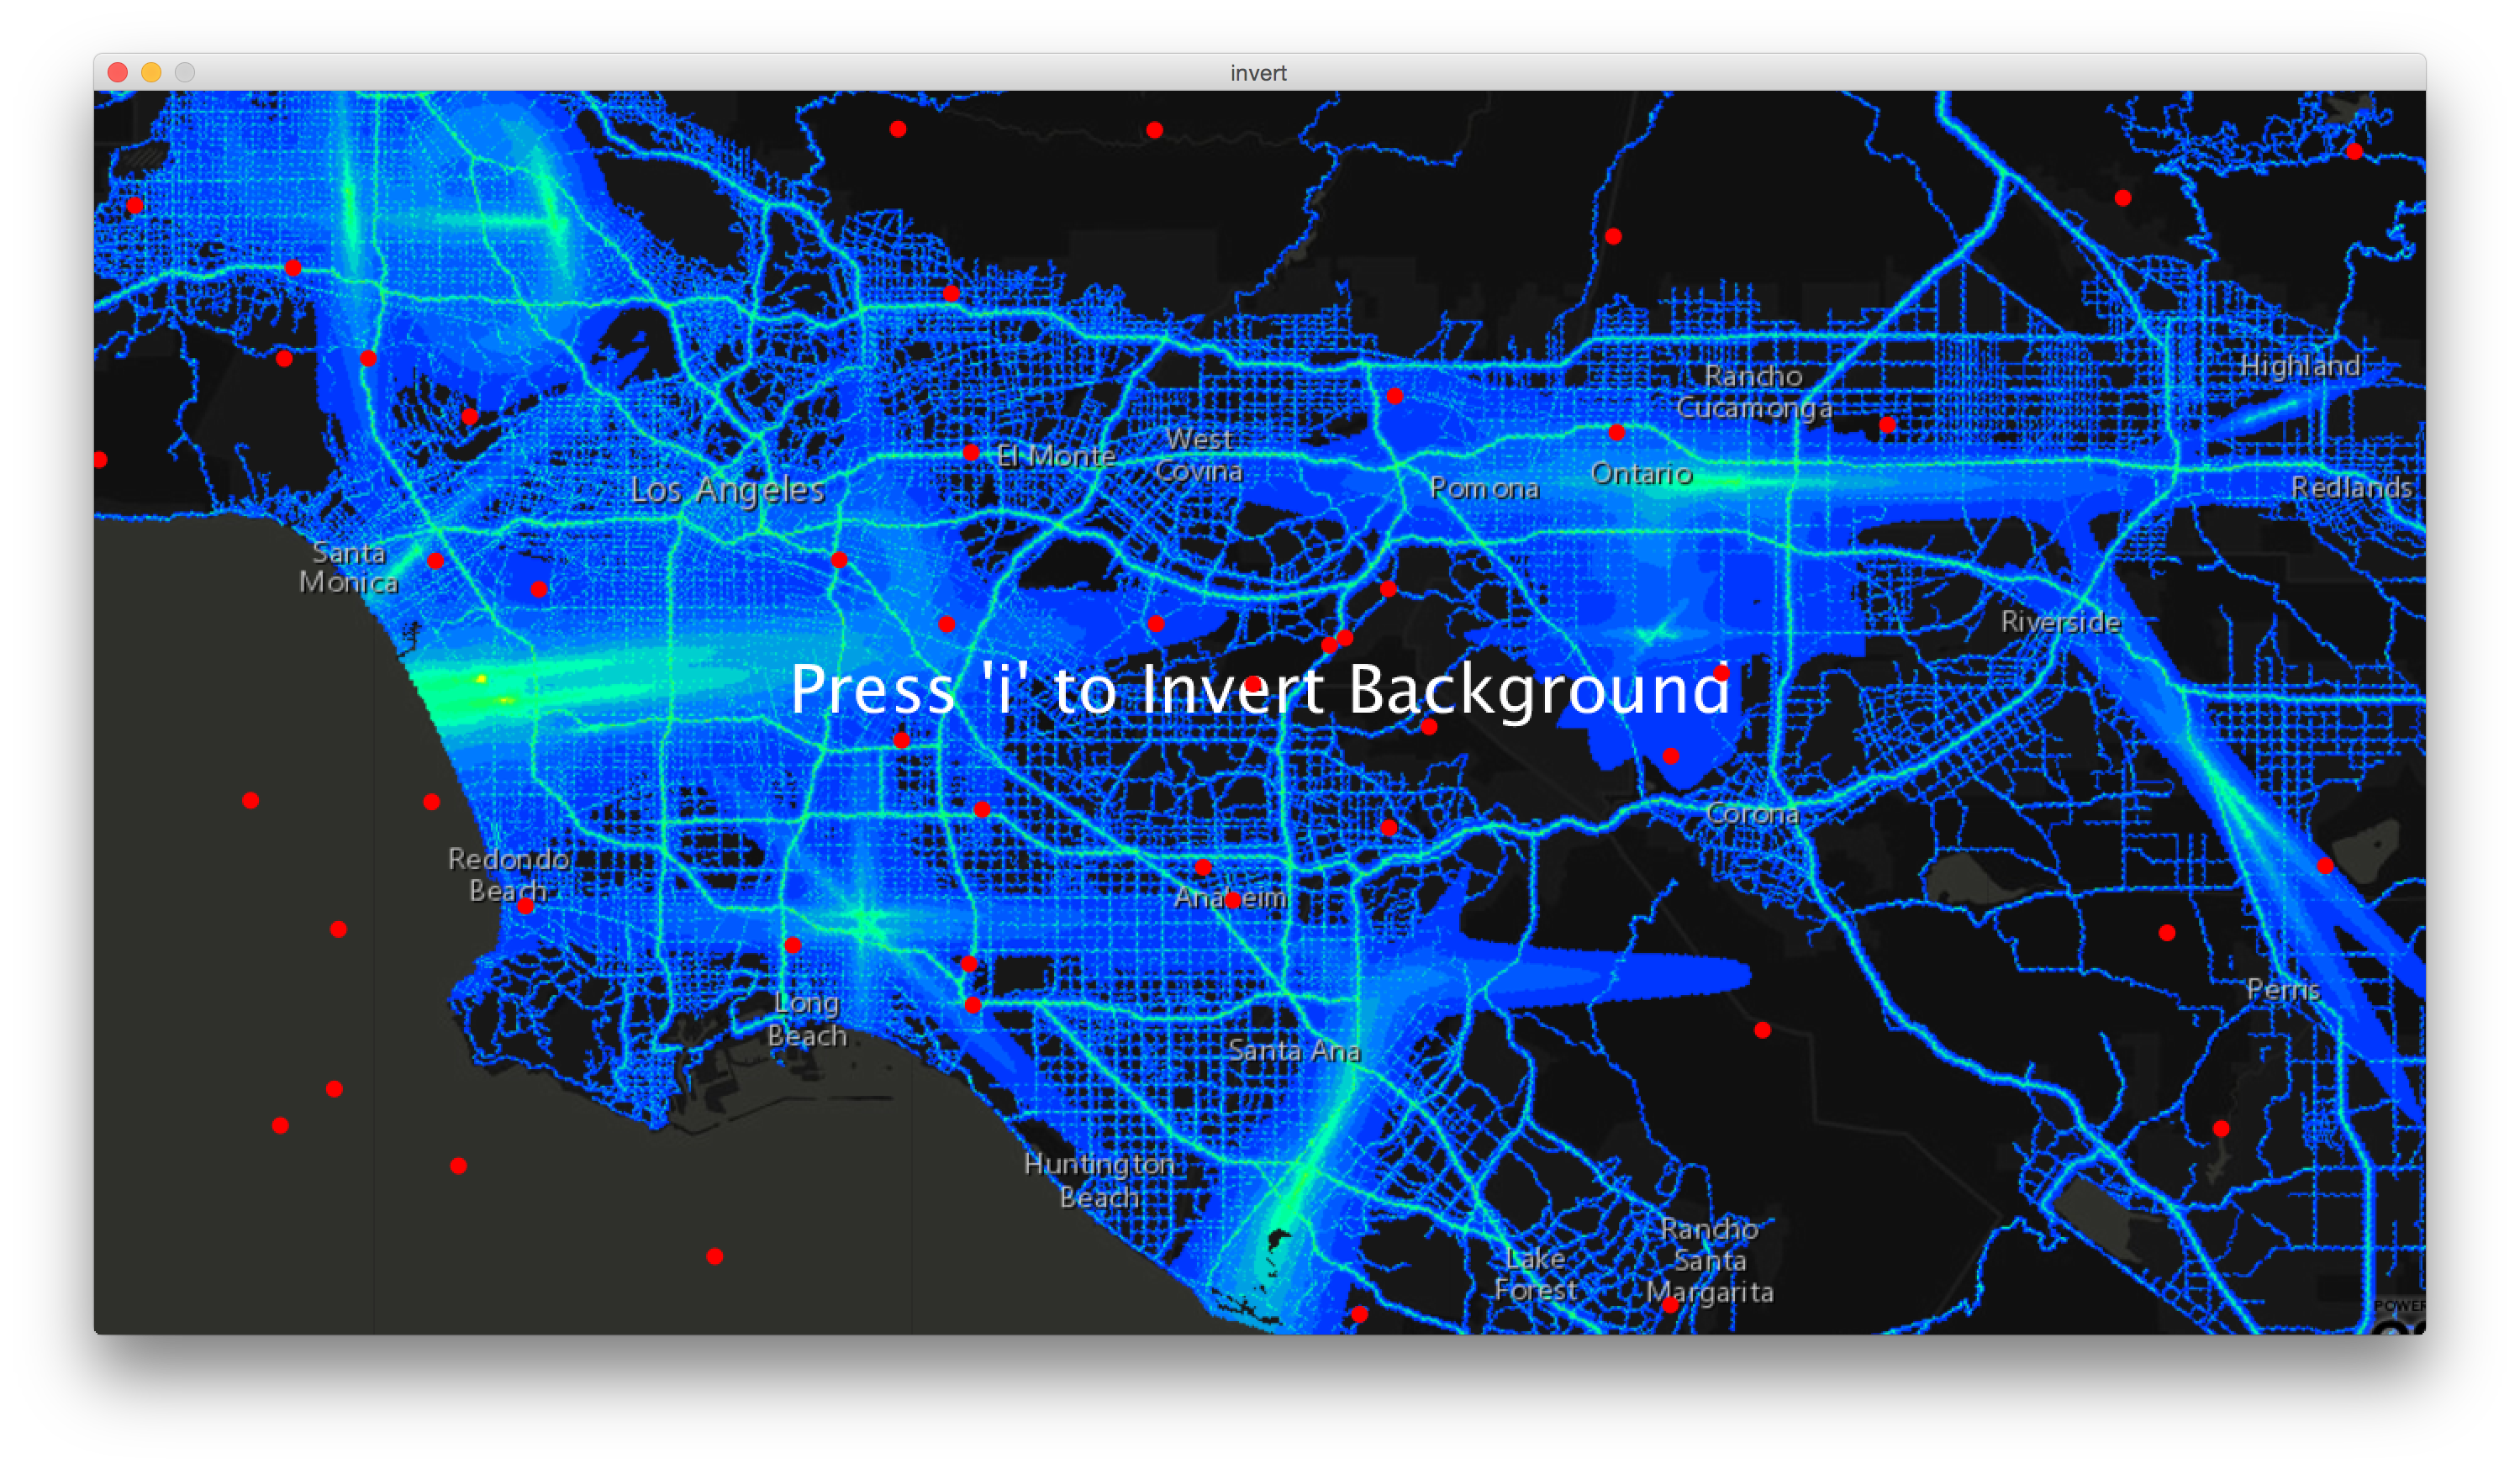 invert
Highland
Rancho
Cucamonga
West
Covina
El Monte
Los Angeles
Ontario
Pomona
Redlands
Santa
Monica
Riverside
Press 'i' to Invert Background
Corona
Redondo
Beach
Anaheim
Perris
Long
Beach
Santa Ana
Huntington
Beach
Rancho
Santa
Margarita
Lake
Forest
POWER